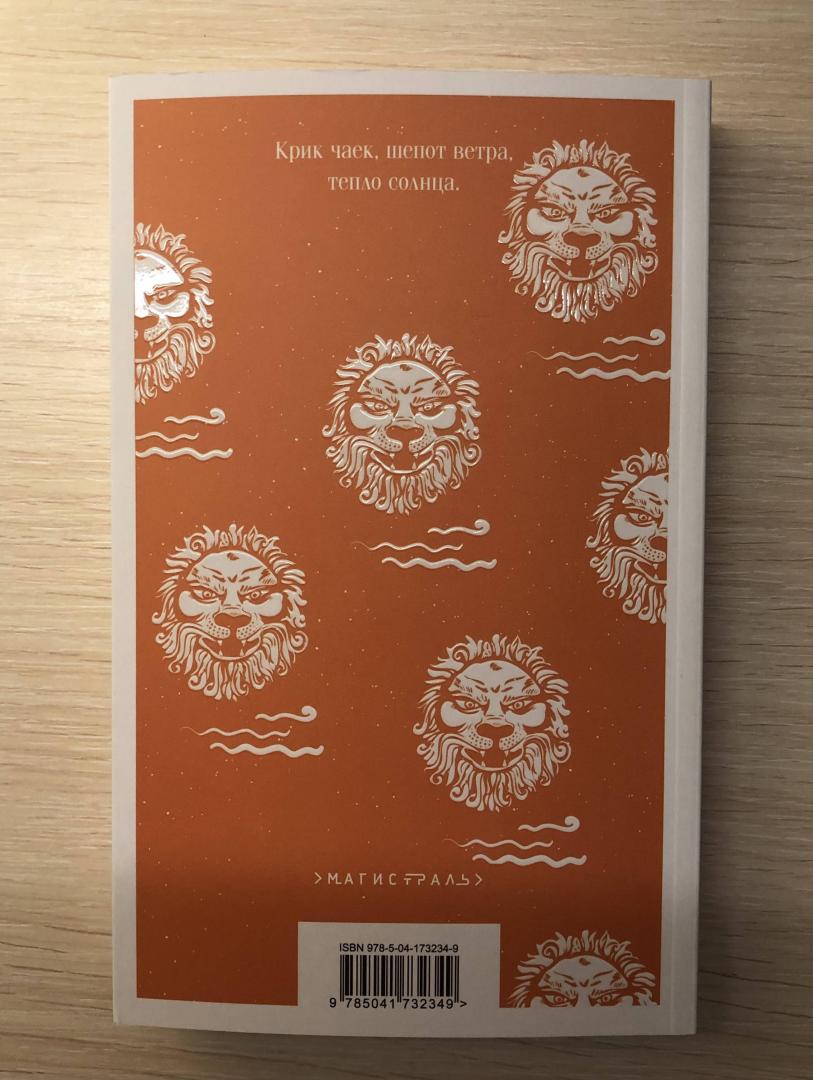 Крик чаек, шепот ветра,
тепло солнца.
>МАГИСТРАЛЬ>
ISBN 978-5-04-173234-9
9 785041 732349 >